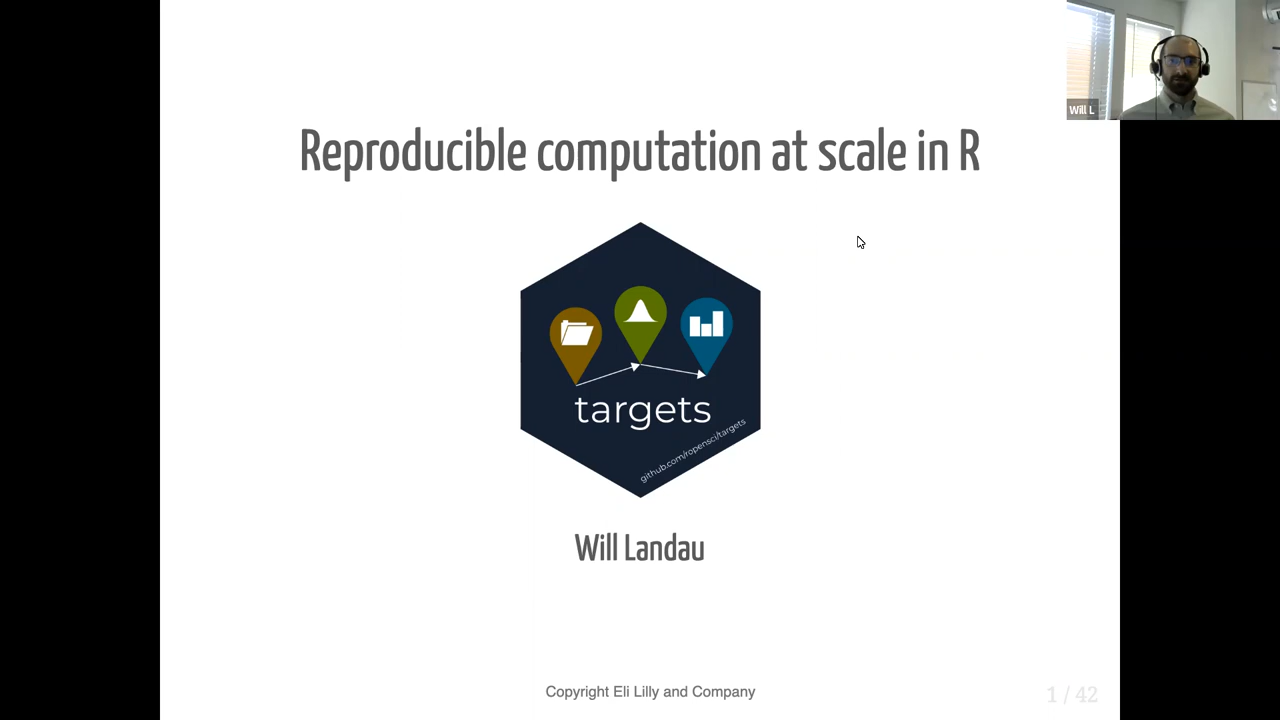 Will L
Reproducible computation at scale in R
targets
github.com/ropensci/targets
Will Landau
Copyright Eli Lilly and Company
1 / 42